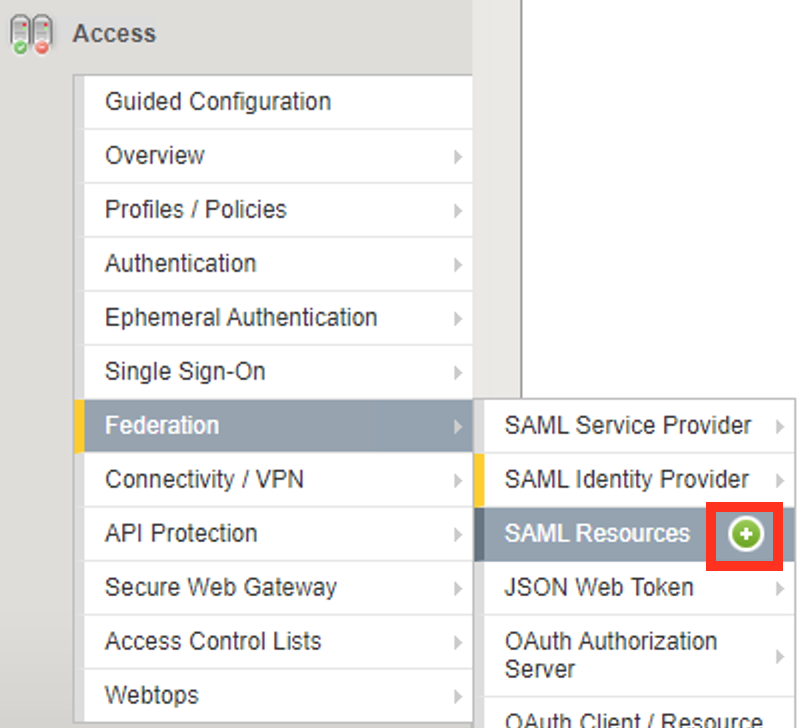 Access
Guided Configuration
Overview
Profiles / Policies
Authentication
Ephemeral Authentication
Single Sign-On
Federation
Connectivity / VPN
API Protection
Secure Web Gateway
Access Control Lists
Webtops
SAML Service Provider
SAML Identity Provider
SAML Resources
JSON Web Token
OAuth Authorization
Server
OAuth Client / Resource